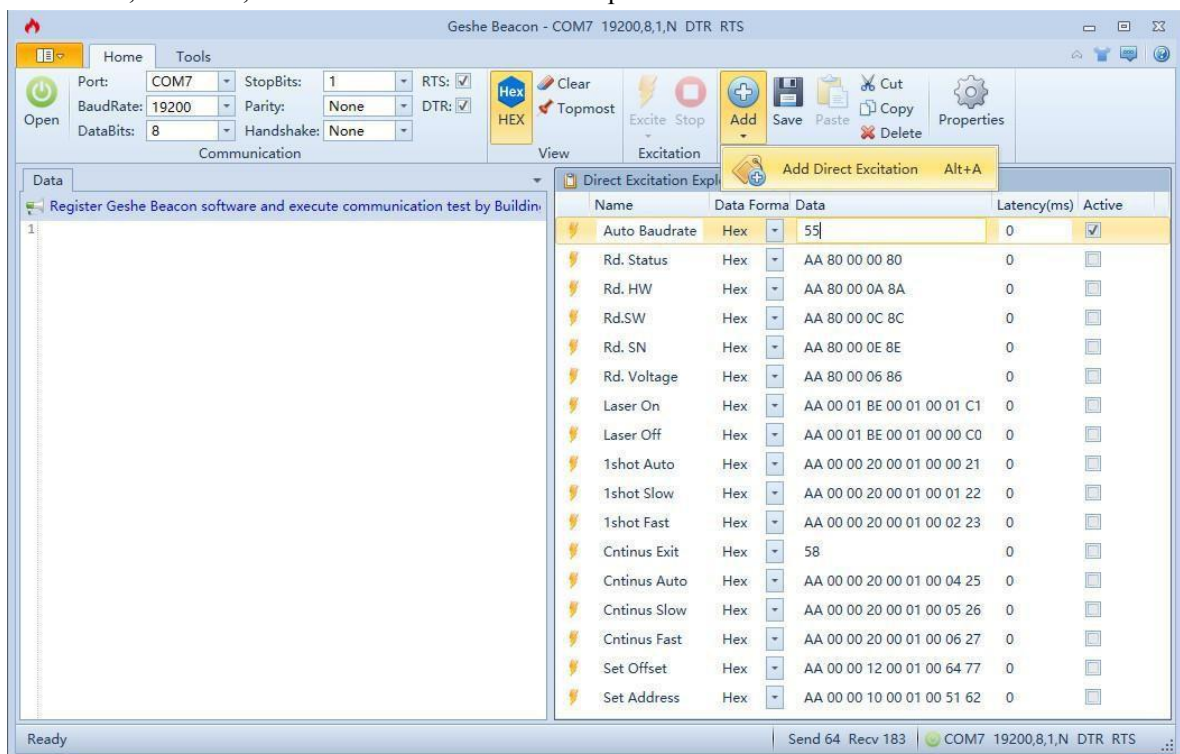 Geshe Beacon - COM7 19200,8,1,N DTR RTS
Home Tools
Port: COM7 StopBits: 1 RTS:
BaudRate: 19200 Parity: None DTR:
DataBits: 8 Handshake: None
Open
Communication
Hex
HEX
Clear
Topmost
View
Excite Stop
Excitation
Add Save Paste
Cut
Copy
Delete
Properties
Add Direct Excitation Alt+A
Data
Register Geshe Beacon software and execute communication test by Buildin
1
Direct Excitation Expl
Name Data Forma Data Latency(ms) Active
Auto Baudrate Hex 55 0
Rd. Status Hex AA 80 00 00 80 0
Rd. HW Hex AA 80 00 0A 8A 0
Rd.SW Hex AA 80 00 0C 8C 0
Rd. SN Hex AA 80 00 0E 8E 0
Rd. Voltage Hex AA 80 00 06 86 0
Laser On Hex AA 00 01 BE 00 01 00 01 C1 0
Laser Off Hex AA 00 01 BE 00 01 00 00 C0 0
1shot Auto Hex AA 00 00 20 00 01 00 00 21 0
1shot Slow Hex AA 00 00 20 00 01 00 01 22 0
1shot Fast Hex AA 00 00 20 00 01 00 02 23 0
Cntinus Exit Hex 58 0
Cntinus Auto Hex AA 00 00 20 00 01 00 04 25 0
Cntinus Slow Hex AA 00 00 20 00 01 00 05 26 0
Cntinus Fast Hex AA 00 00 20 00 01 00 06 27 0
Set Offset Hex AA 00 00 12 00 01 00 64 77 0
Set Address Hex AA 00 00 10 00 01 00 51 62 0
Ready Send 64 Recv 183 COM7 19200,8,1,N DTR RTS